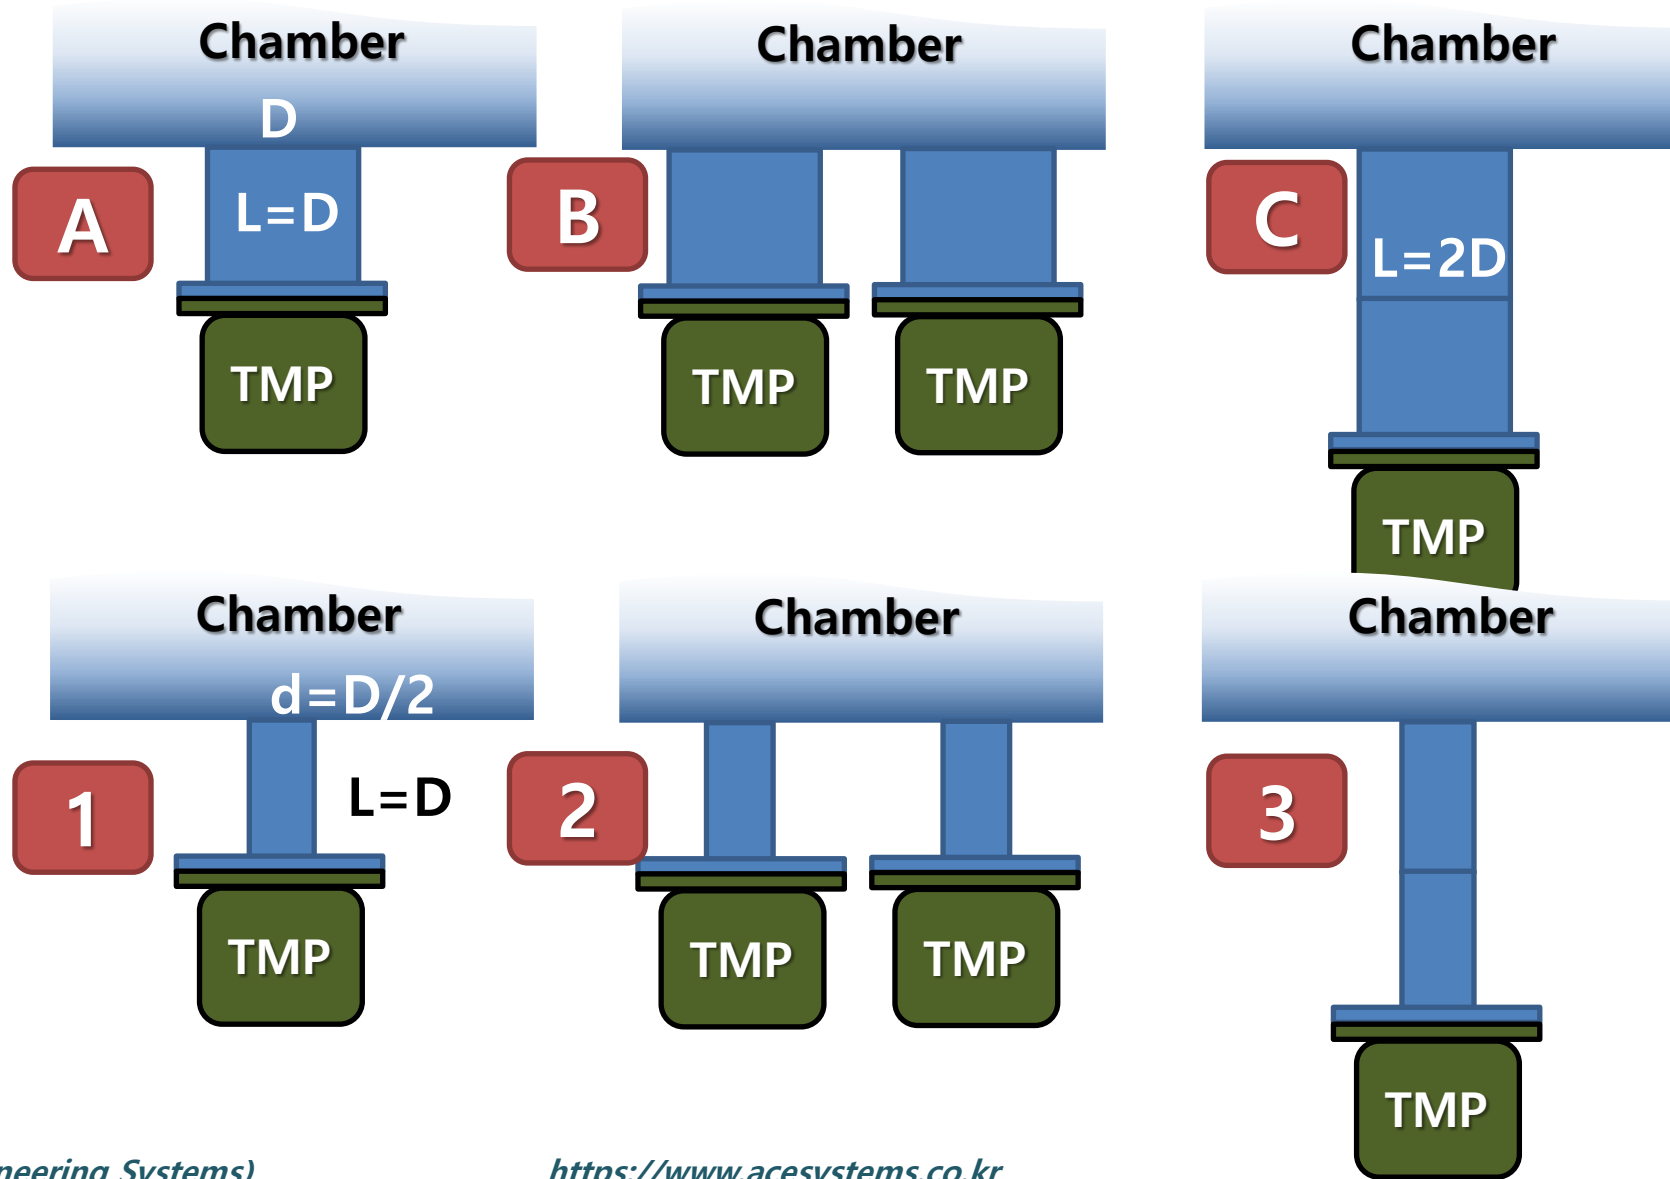 Chamber
D
A
L=D
TMP
Chamber
B
TMP
TMP
Chamber
C
L=2D
TMP
Chamber
d=D/2
1
L=D
TMP
Chamber
2
TMP
TMP
Chamber
3
TMP
neering Systems)
https://www.acesystems.co.kr